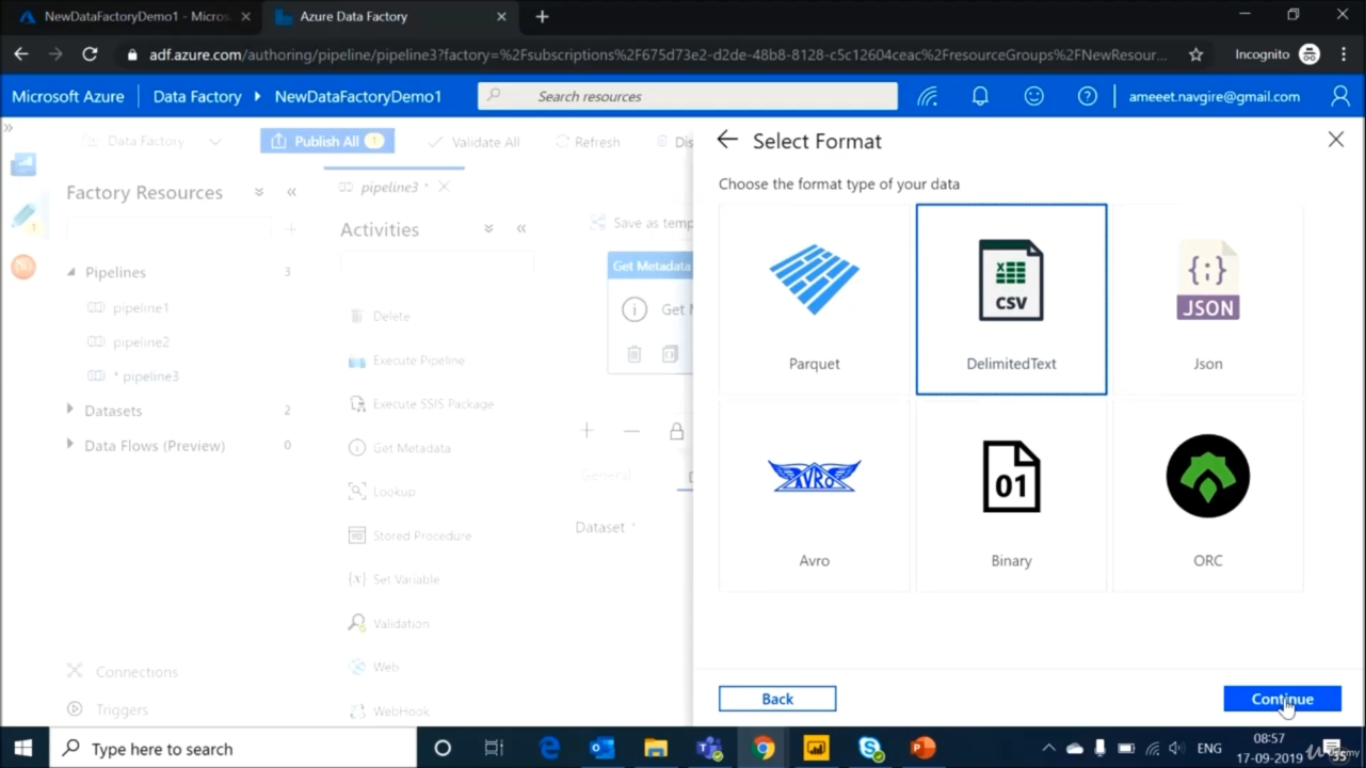 NewDataFactoryDemo1 - Micros
Azure Data Factory
adf.azure.com/authoring/pipeline/pipeline3?factory=%2Fsubscriptions%2F675d73e2-d2de-48b8-8128-c5c12604ceac%2FresourceGroups%2FNewResour...
Incognito
Microsoft Azure
Data Factory
NewDataFactoryDemo1
Search resources
ameeet.navgire@gmail.com
Data Factory
Publish All 1
Validate All
Refresh
Dis
Factory Resources
1
Pipelines 3
pipeline1
pipeline2
* pipeline3
Datasets 2
Data Flows (Preview) 0
Connections
Triggers
pipeline3 *
Activities
Delete
Execute Pipeline
Execute SSIS Package
Get Metadata
Lookup
Stored Procedure
Set Variable
Validation
Web
WebHook
Save as temp
Get Metadata
Get M
General
Dataset *
Select Format
Choose the format type of your data
Parquet
CSV
DelimitedText
JSON
Json
AVRO
Avro
01
Binary
ORC
Back
Continue
Type here to search
ENG
08:57
17-09-2019
35